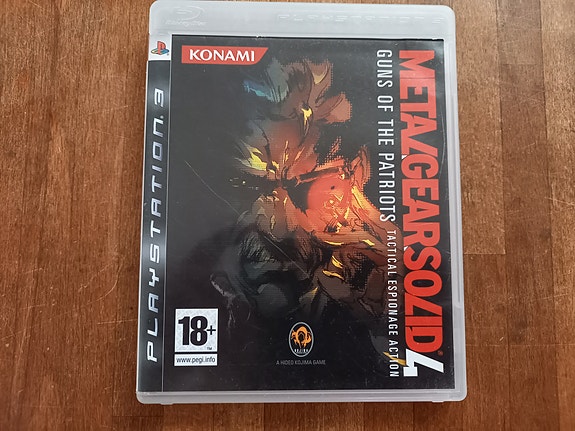 PLAYSTATION 3
KONAMI
METAL GEAR SOLID 4
GUNS OF THE PATRIOTS
TACTICAL ESPIONAGE ACTION
18+
www.pegi.info
KOJIMA
A HIDEO KOJIMA GAME
PLAYSTATION.3